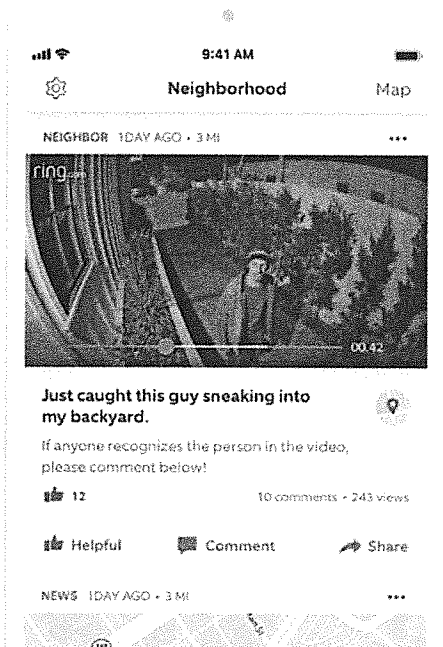 9:41 AM
Neighborhood
Map
NEIGHBOR 1DAY AGO • 3 MI
ring.com
00:42
Just caught this guy sneaking into
my backyard.
If anyone recognizes the person in the video,
please comment below!
12
10 comments • 243 views
Helpful
Comment
Share
NEWS 1DAY AGO • 3 MI